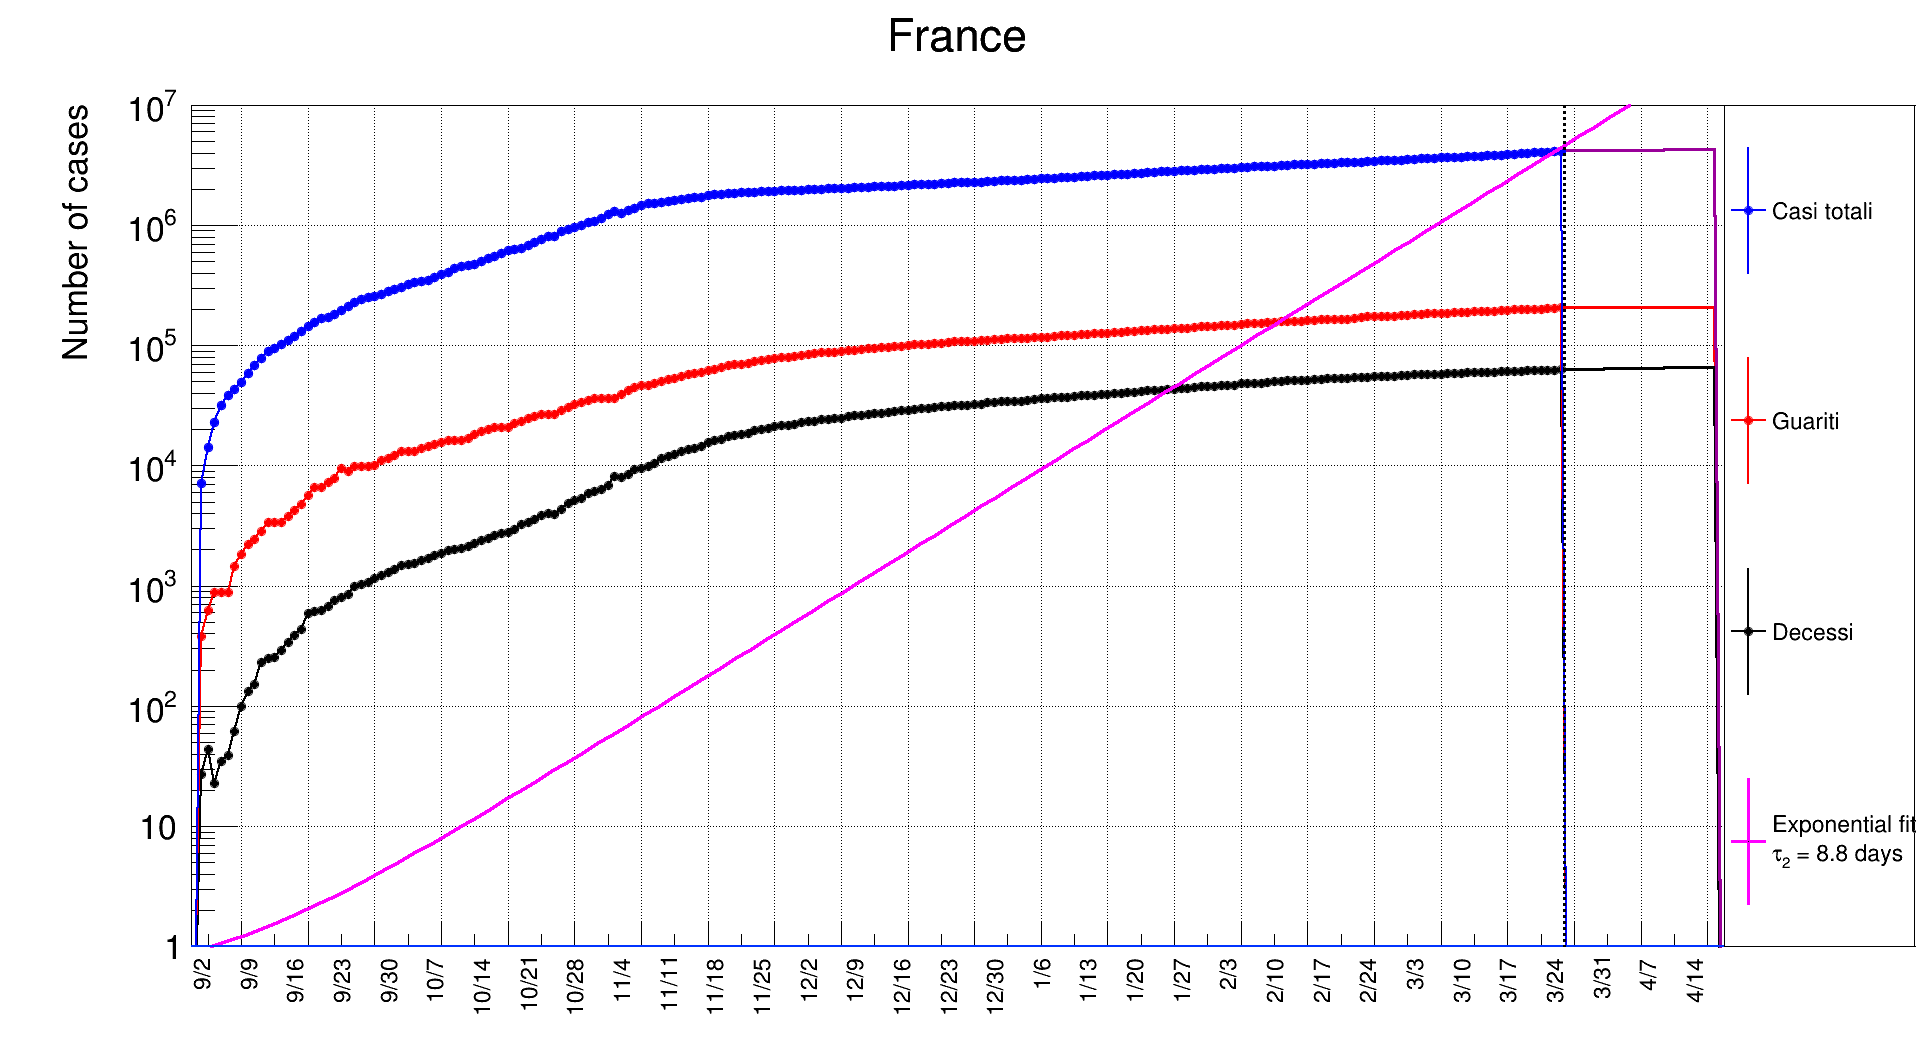 France
Number of cases
10^7
10^6
10^5
10^4
10^3
10^2
10
1
9/2 9/9 9/16 9/23 9/30 10/7 10/14 10/21 10/28 11/4 11/11 11/18 11/25 12/2 12/9 12/16 12/23 12/30 1/6 1/13 1/20 1/27 2/3 2/10 2/17 2/24 3/3 3/10 3/17 3/24 3/31 4/7 4/14
Casi totali
Guariti
Decessi
Exponential fit
τ₂ = 8.8 days